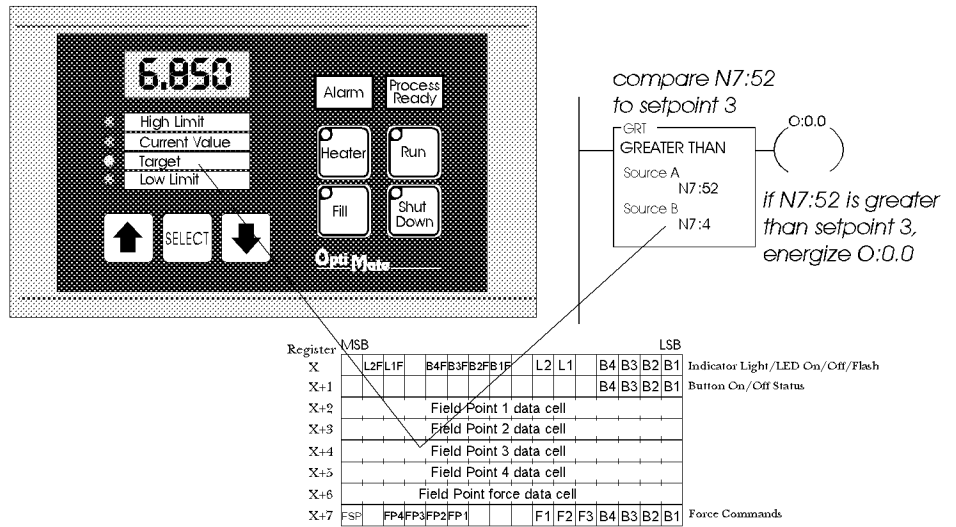 6.850
High Limit
Current Value
Target
Low Limit
SELECT
Alarm
Process
Ready
Heater
Run
Fill
Shut
Down
Opti Mate
compare N7:52
to setpoint 3
GRT
GREATER THAN
Source A
N7:52
Source B
N7:4
O:0.0
if N7:52 is greater
than setpoint 3,
energize O:0.0
Register MSB LSB
X L2F L1F B4F B3F B2F B1F L2 L1 B4 B3 B2 B1 Indicator Light/LED On/Off/Flash
X+1 B4 B3 B2 B1 Button On/Off Status
X+2 Field Point 1 data cell
X+3 Field Point 2 data cell
X+4 Field Point 3 data cell
X+5 Field Point 4 data cell
X+6 Field Point force data cell
X+7 FSP FP4 FP3 FP2 FP1 F1 F2 F3 B4 B3 B2 B1 Force Commands